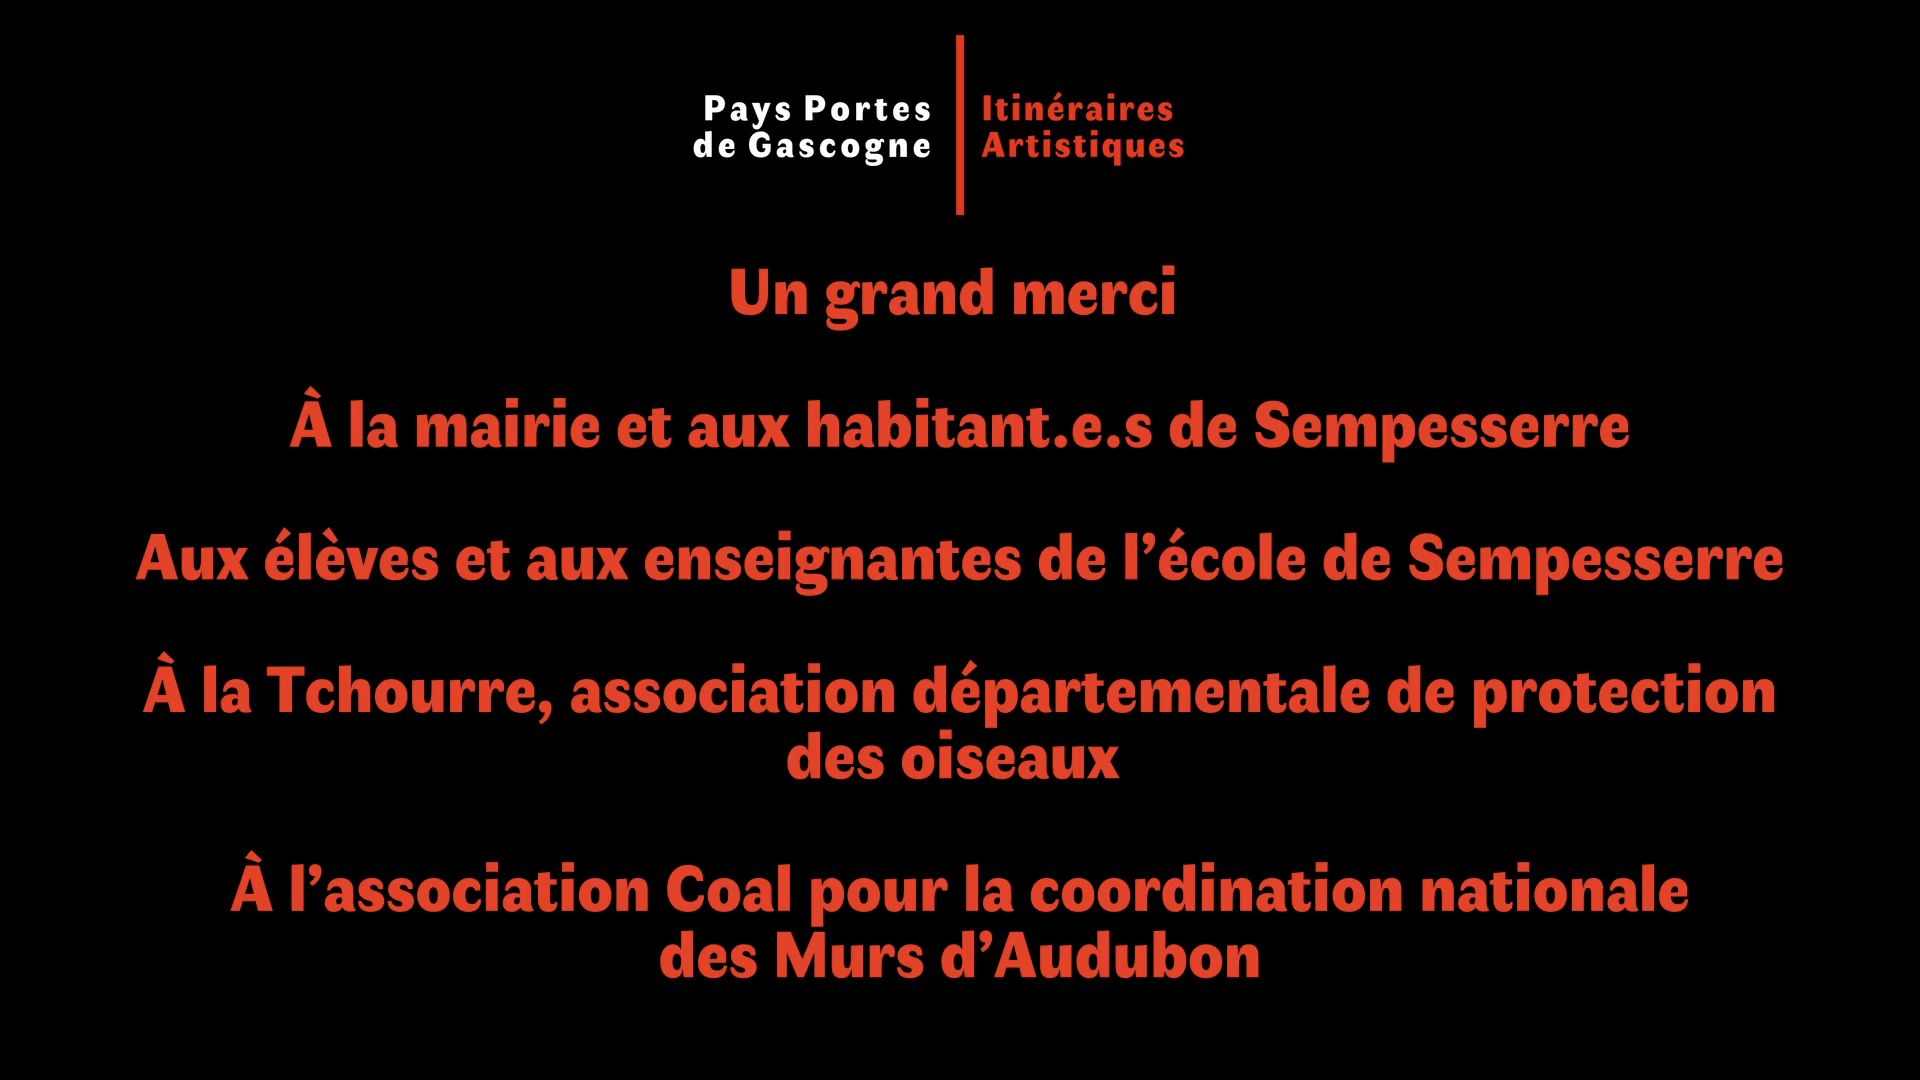 Pays Portes
de Gascogne
Itinéraires
Artistiques
Un grand merci
À la mairie et aux habitant.e.s de Sempesserre
Aux élèves et aux enseignantes de l’école de Sempesserre
À la Tchourre, association départementale de protection
des oiseaux
À l’association Coal pour la coordination nationale
des Murs d’Audubon